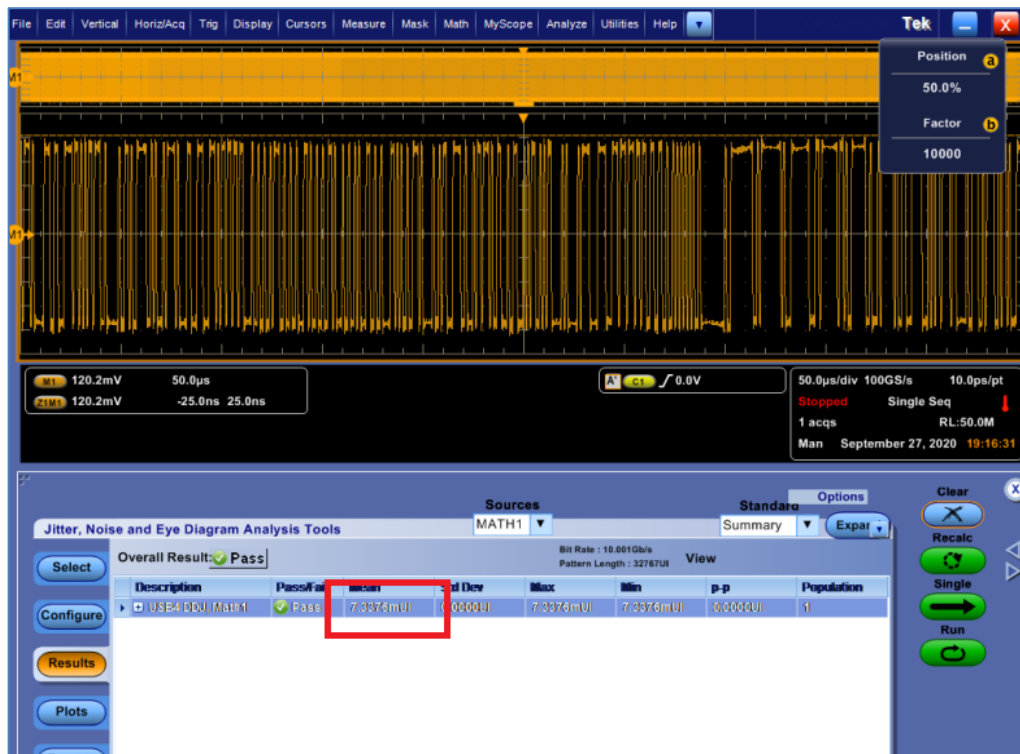 File Edit Vertical Horiz/Acq Trig Display Cursors Measure Mask Math MyScope Analyze Utilities Help Tek X
Position a
50.0%
Factor b
10000
M1
M1
M1 120.2mV 50.0µs
Z1M1 120.2mV -25.0ns 25.0ns
A' C1 0.0V
50.0µs/div 100GS/s 10.0ps/pt
Stopped Single Seq
1 acqs RL:50.0M
Man September 27, 2020 19:16:31
Jitter, Noise and Eye Diagram Analysis Tools
Sources
MATH1
Standard
Summary
Options
Expan
Clear
X
Recalc
Single
Run
Select
Configure
Results
Plots
Overall Result: Pass
Bit Rate : 10.001Gb/s
Pattern Length : 32767UI
View
Description Pass/Fai Mean Std Dev Max Min p-p Population
USB4 DDJ, Math1 Pass 7.3376mUI 0.0000UI 7.3376mUI 7.3376mUI 0.0000UI 1